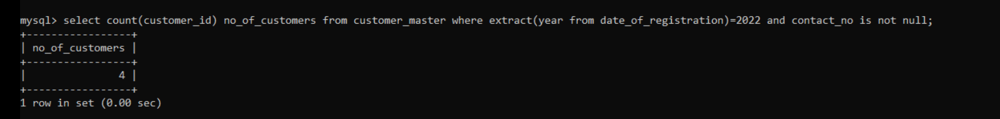 mysql> select count(customer_id) no_of_customers from customer_master where extract(year from date_of_registration)=2022 and contact_no is not null;
+-----------------+
| no_of_customers |
+-----------------+
|               4 |
+-----------------+
1 row in set (0.00 sec)